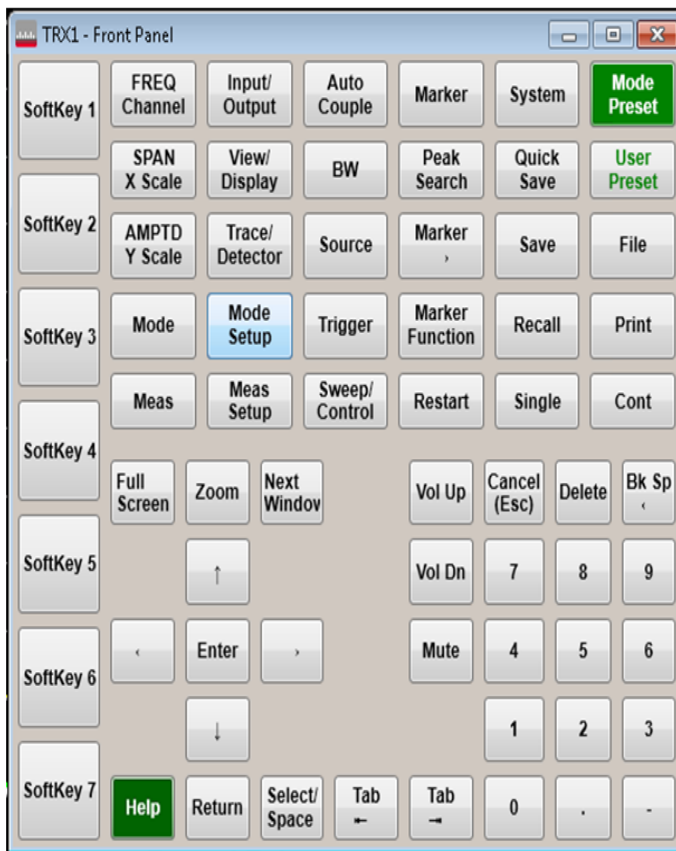 TRX1 - Front Panel
SoftKey 1
FREQ
Channel
Input/
Output
Auto
Couple
Marker
System
Mode
Preset
SPAN
X Scale
View/
Display
BW
Peak
Search
Quick
Save
User
Preset
SoftKey 2
AMPTD
Y Scale
Trace/
Detector
Source
Marker
›
Save
File
SoftKey 3
Mode
Mode
Setup
Trigger
Marker
Function
Recall
Print
Meas
Meas
Setup
Sweep/
Control
Restart
Single
Cont
SoftKey 4
Full
Screen
Zoom
Next
Window
Vol Up
Cancel
(Esc)
Delete
Bk Sp
‹
SoftKey 5
↑
Vol Dn
7
8
9
‹
Enter
›
Mute
4
5
6
SoftKey 6
↓
1
2
3
SoftKey 7
Help
Return
Select/
Space
Tab
⇤
Tab
⇥
0
.
-